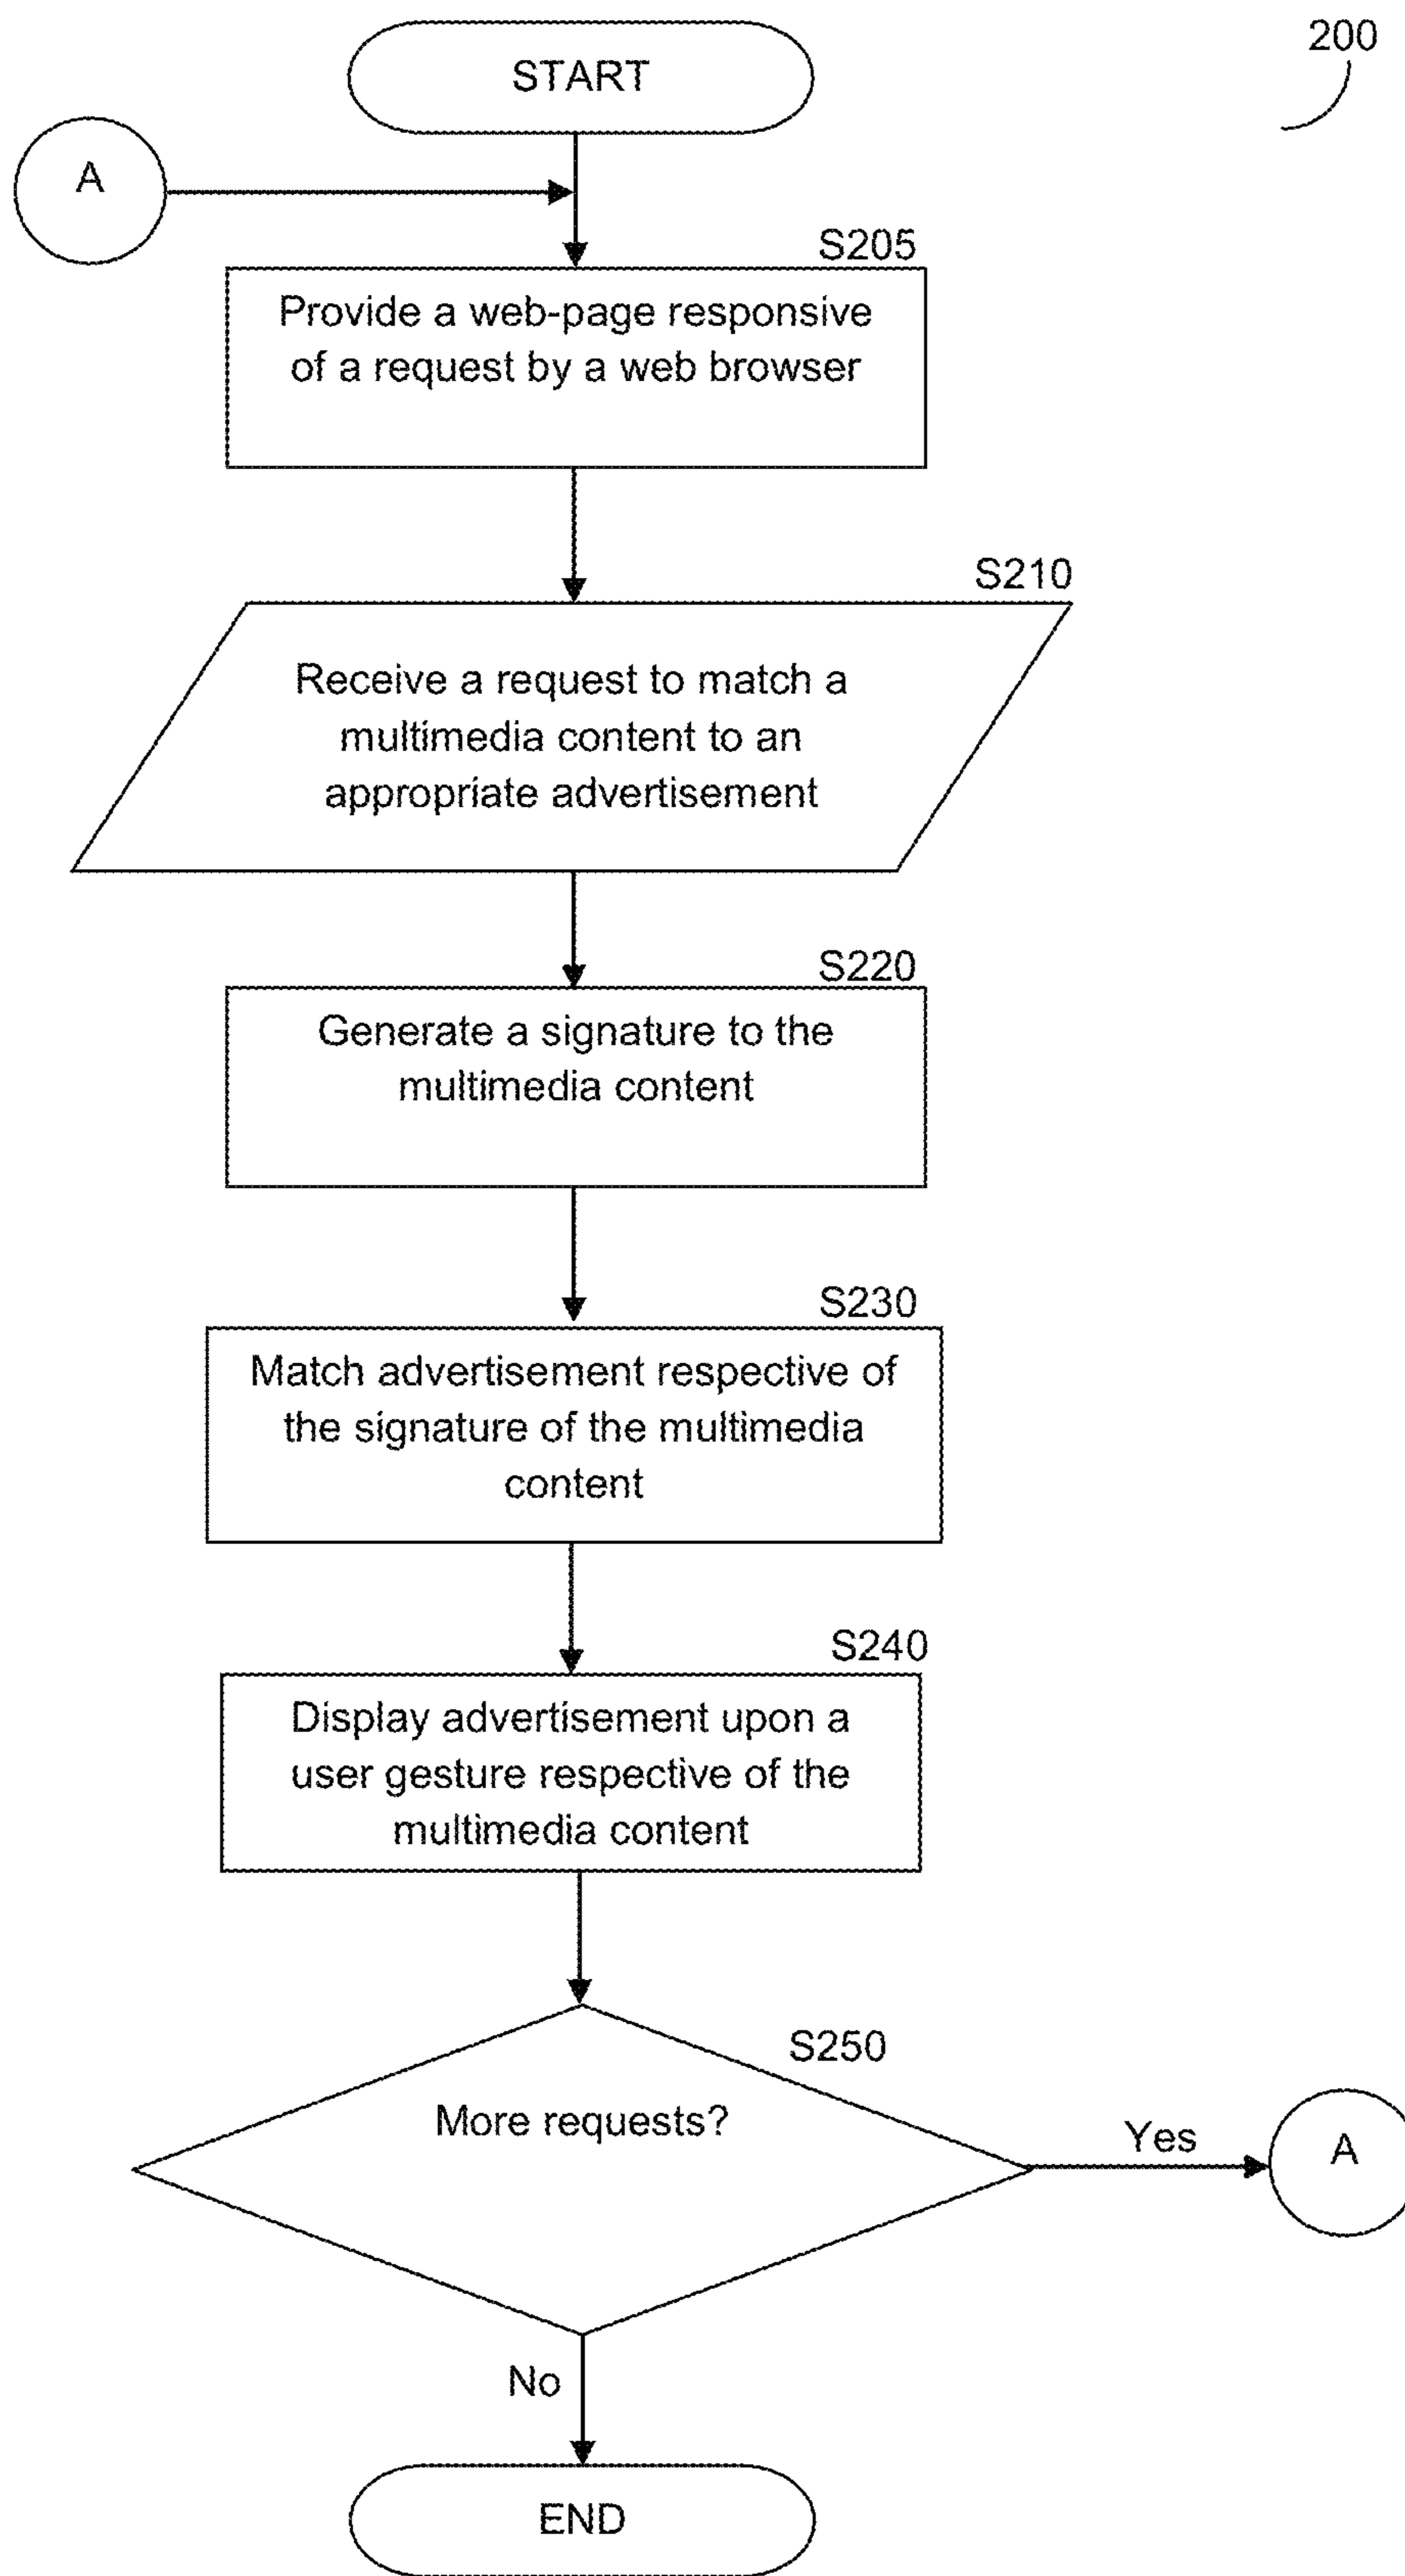 200
START
A
S205
Provide a web-page responsive
of a request by a web browser
S210
Receive a request to match a
multimedia content to an
appropriate advertisement
S220
Generate a signature to the
multimedia content
S230
Match advertisement respective of
the signature of the multimedia
content
S240
Display advertisement upon a
user gesture respective of the
multimedia content
S250
More requests?
Yes
A
No
END